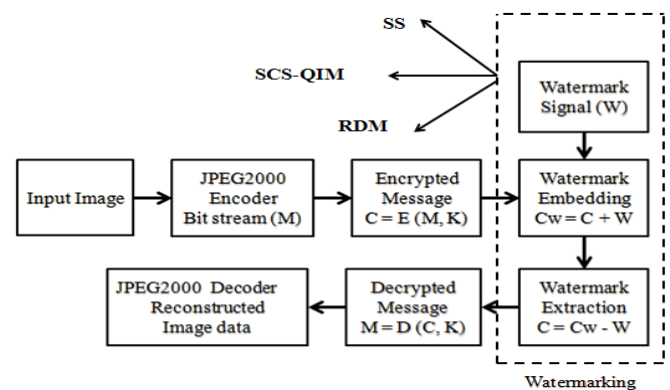 SS
SCS-QIM
RDM
Watermark
Signal (W)
Input Image
JPEG2000
Encoder
Bit stream (M)
Encrypted
Message
C = E (M, K)
Watermark
Embedding
Cw = C + W
JPEG2000 Decoder
Reconstructed
Image data
Decrypted
Message
M = D (C, K)
Watermark
Extraction
C = Cw - W
Watermarking